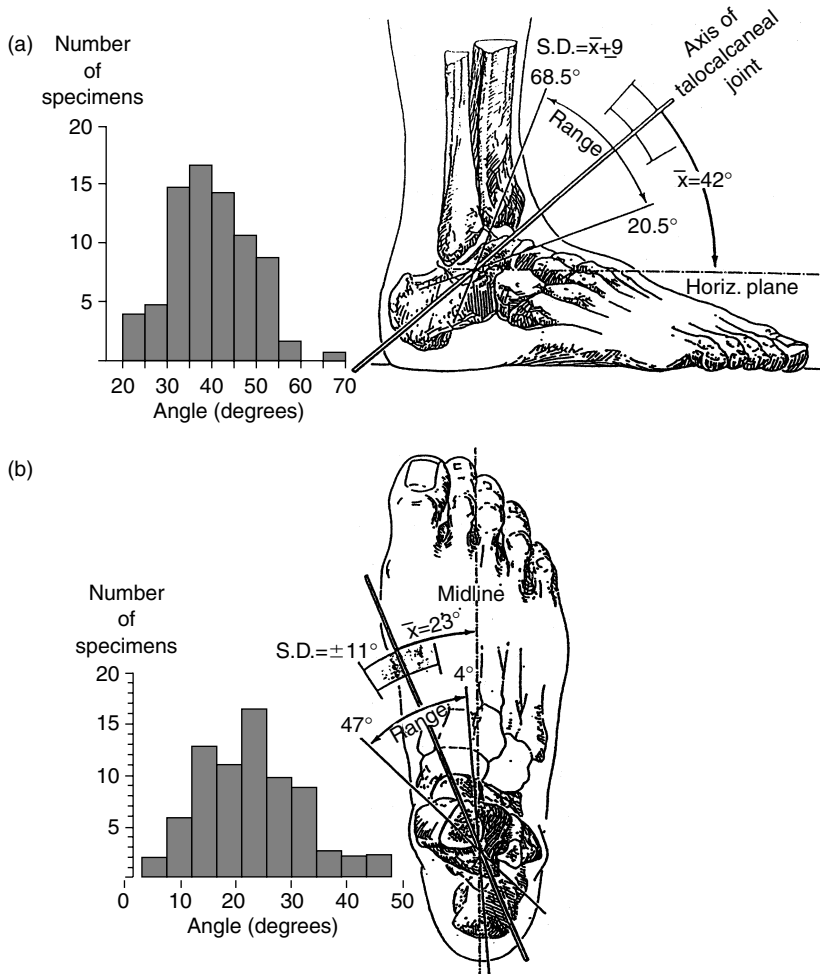 (a)
Number
of
specimens
20
15
10
5
20 30 40 50 60 70
Angle (degrees)
S.D.=x̅±9
68.5°
Range
Axis of
talocalcaneal
joint
x̅=42°
20.5°
Horiz. plane
(b)
Number
of
specimens
20
15
10
5
0 10 20 30 40 50
Angle (degrees)
Midline
x̅=23°
S.D.=±11°
4°
47°
Range